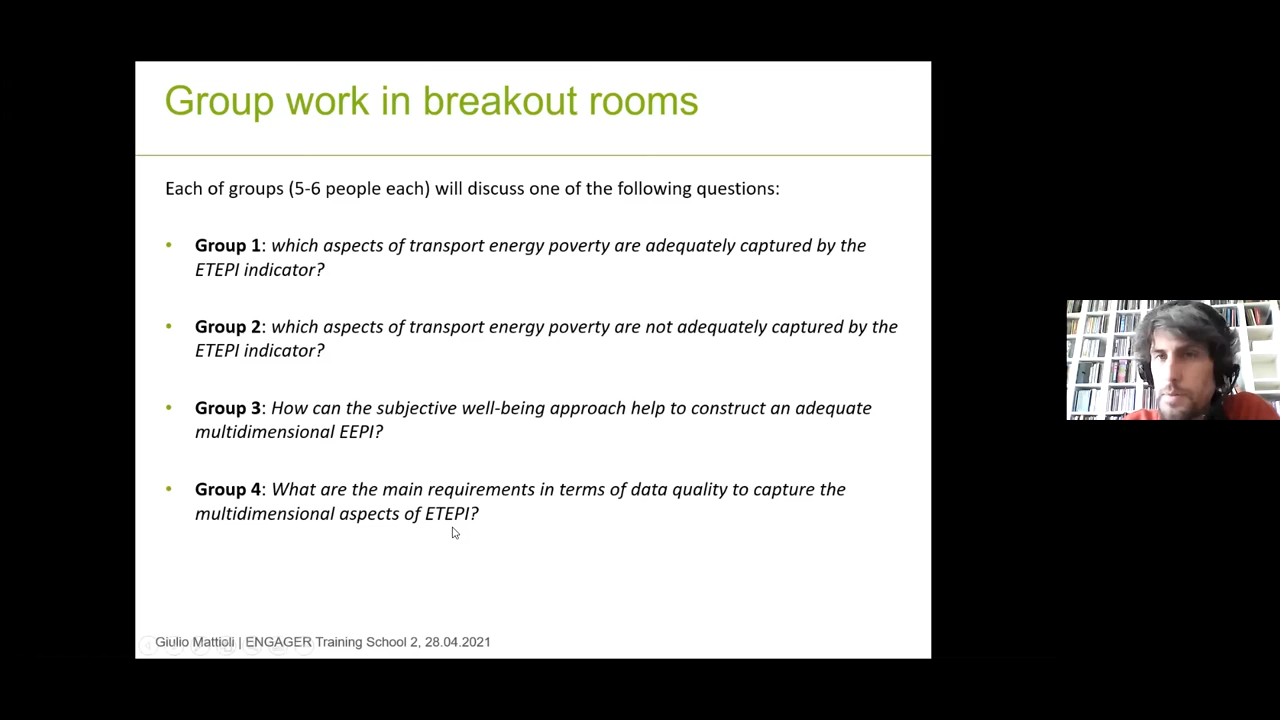 Group work in breakout rooms
Each of groups (5-6 people each) will discuss one of the following questions:
• Group 1: which aspects of transport energy poverty are adequately captured by the
ETEPI indicator?
• Group 2: which aspects of transport energy poverty are not adequately captured by the
ETEPI indicator?
• Group 3: How can the subjective well-being approach help to construct an adequate
multidimensional EEPI?
• Group 4: What are the main requirements in terms of data quality to capture the
multidimensional aspects of ETEPI?
Giulio Mattioli | ENGAGER Training School 2, 28.04.2021